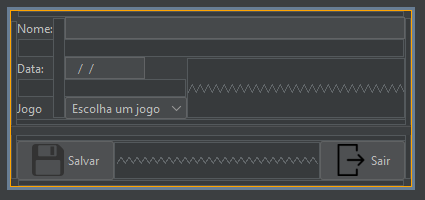 Nome:
Data: / /
Jogo Escolha um jogo
Salvar Sair